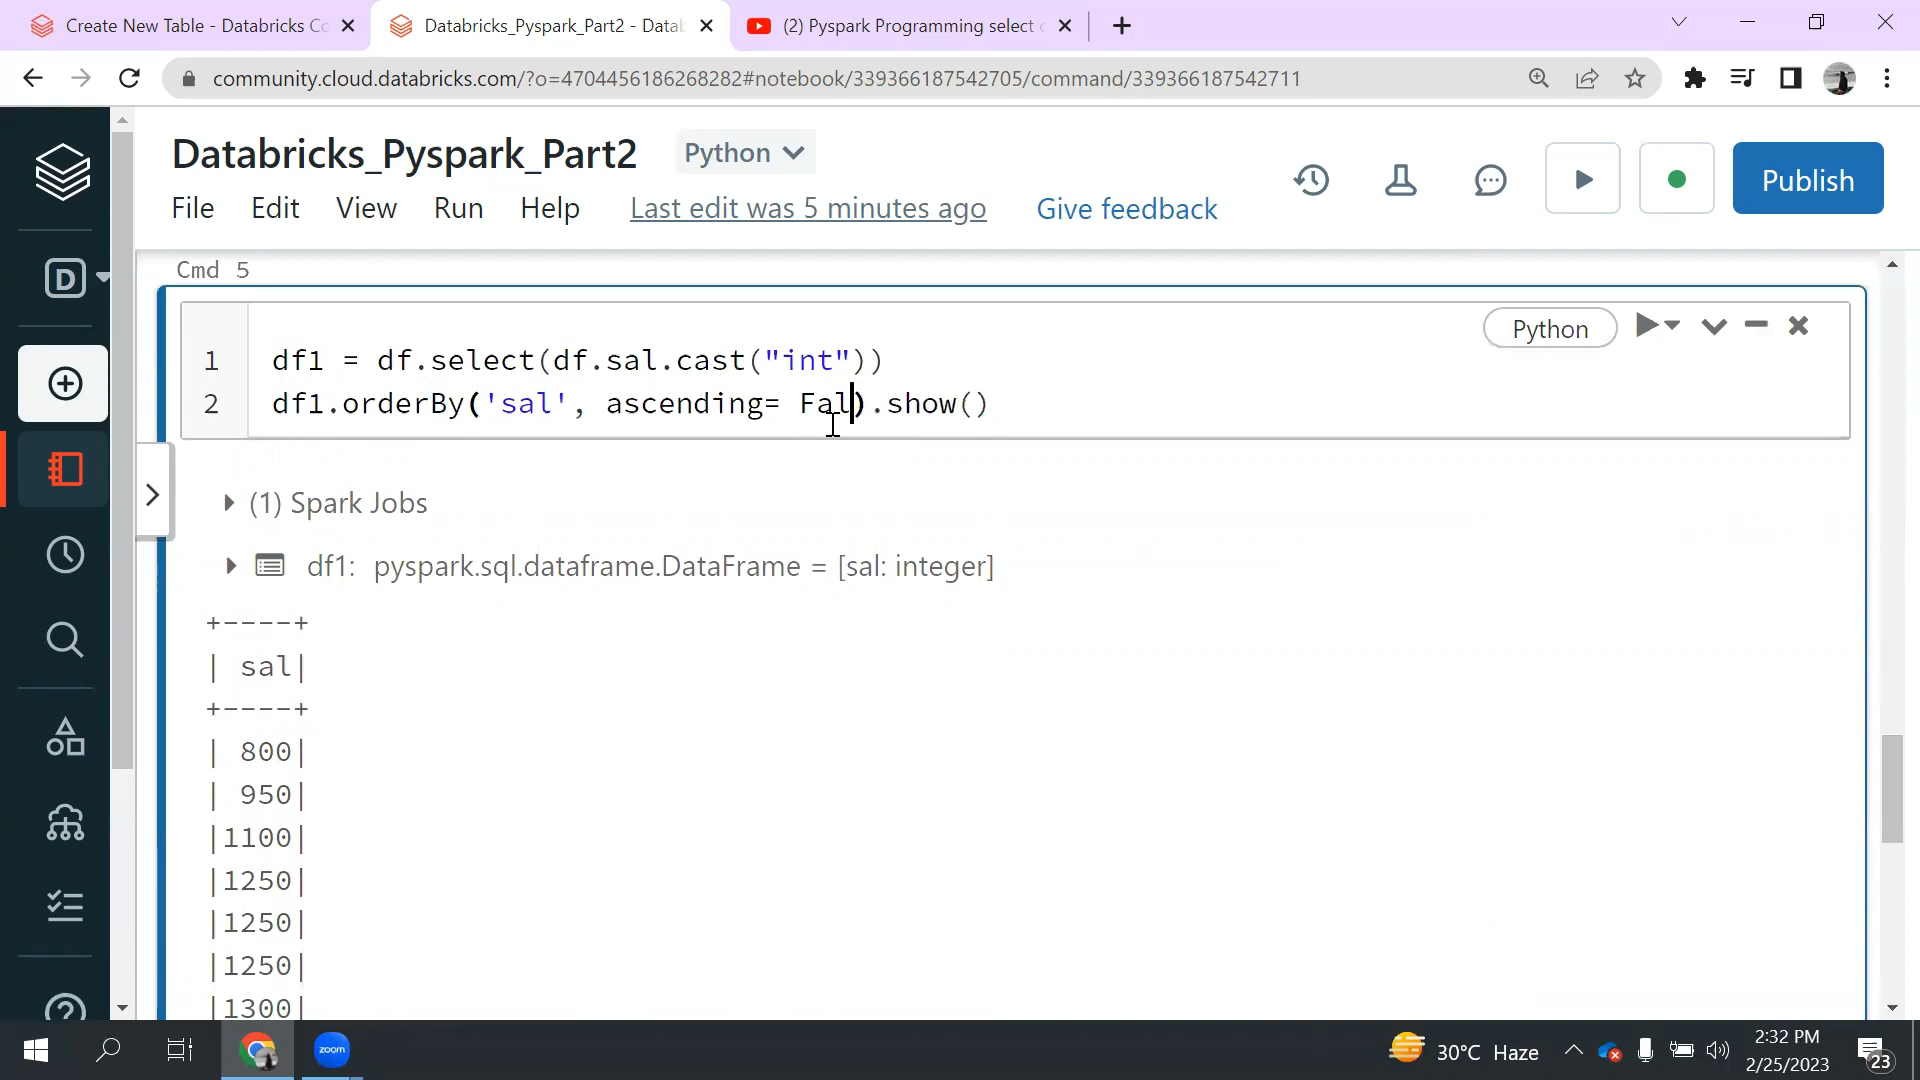 Create New Table - Databricks Co
Databricks_Pyspark_Part2 - Datab
(2) Pyspark Programming select c
community.cloud.databricks.com/?o=4704456186268282#notebook/339366187542705/command/339366187542711
Databricks_Pyspark_Part2 Python
File Edit View Run Help Last edit was 5 minutes ago Give feedback
Publish
D
Cmd 5
Python
1 df1 = df.select(df.sal.cast("int"))
2 df1.orderBy('sal', ascending= Fal).show()
(1) Spark Jobs
df1: pyspark.sql.dataframe.DataFrame = [sal: integer]
+----+
| sal|
+----+
| 800|
| 950|
|1100|
|1250|
|1250|
|1250|
|1300|
zoom
30°C Haze
2:32 PM
2/25/2023
23